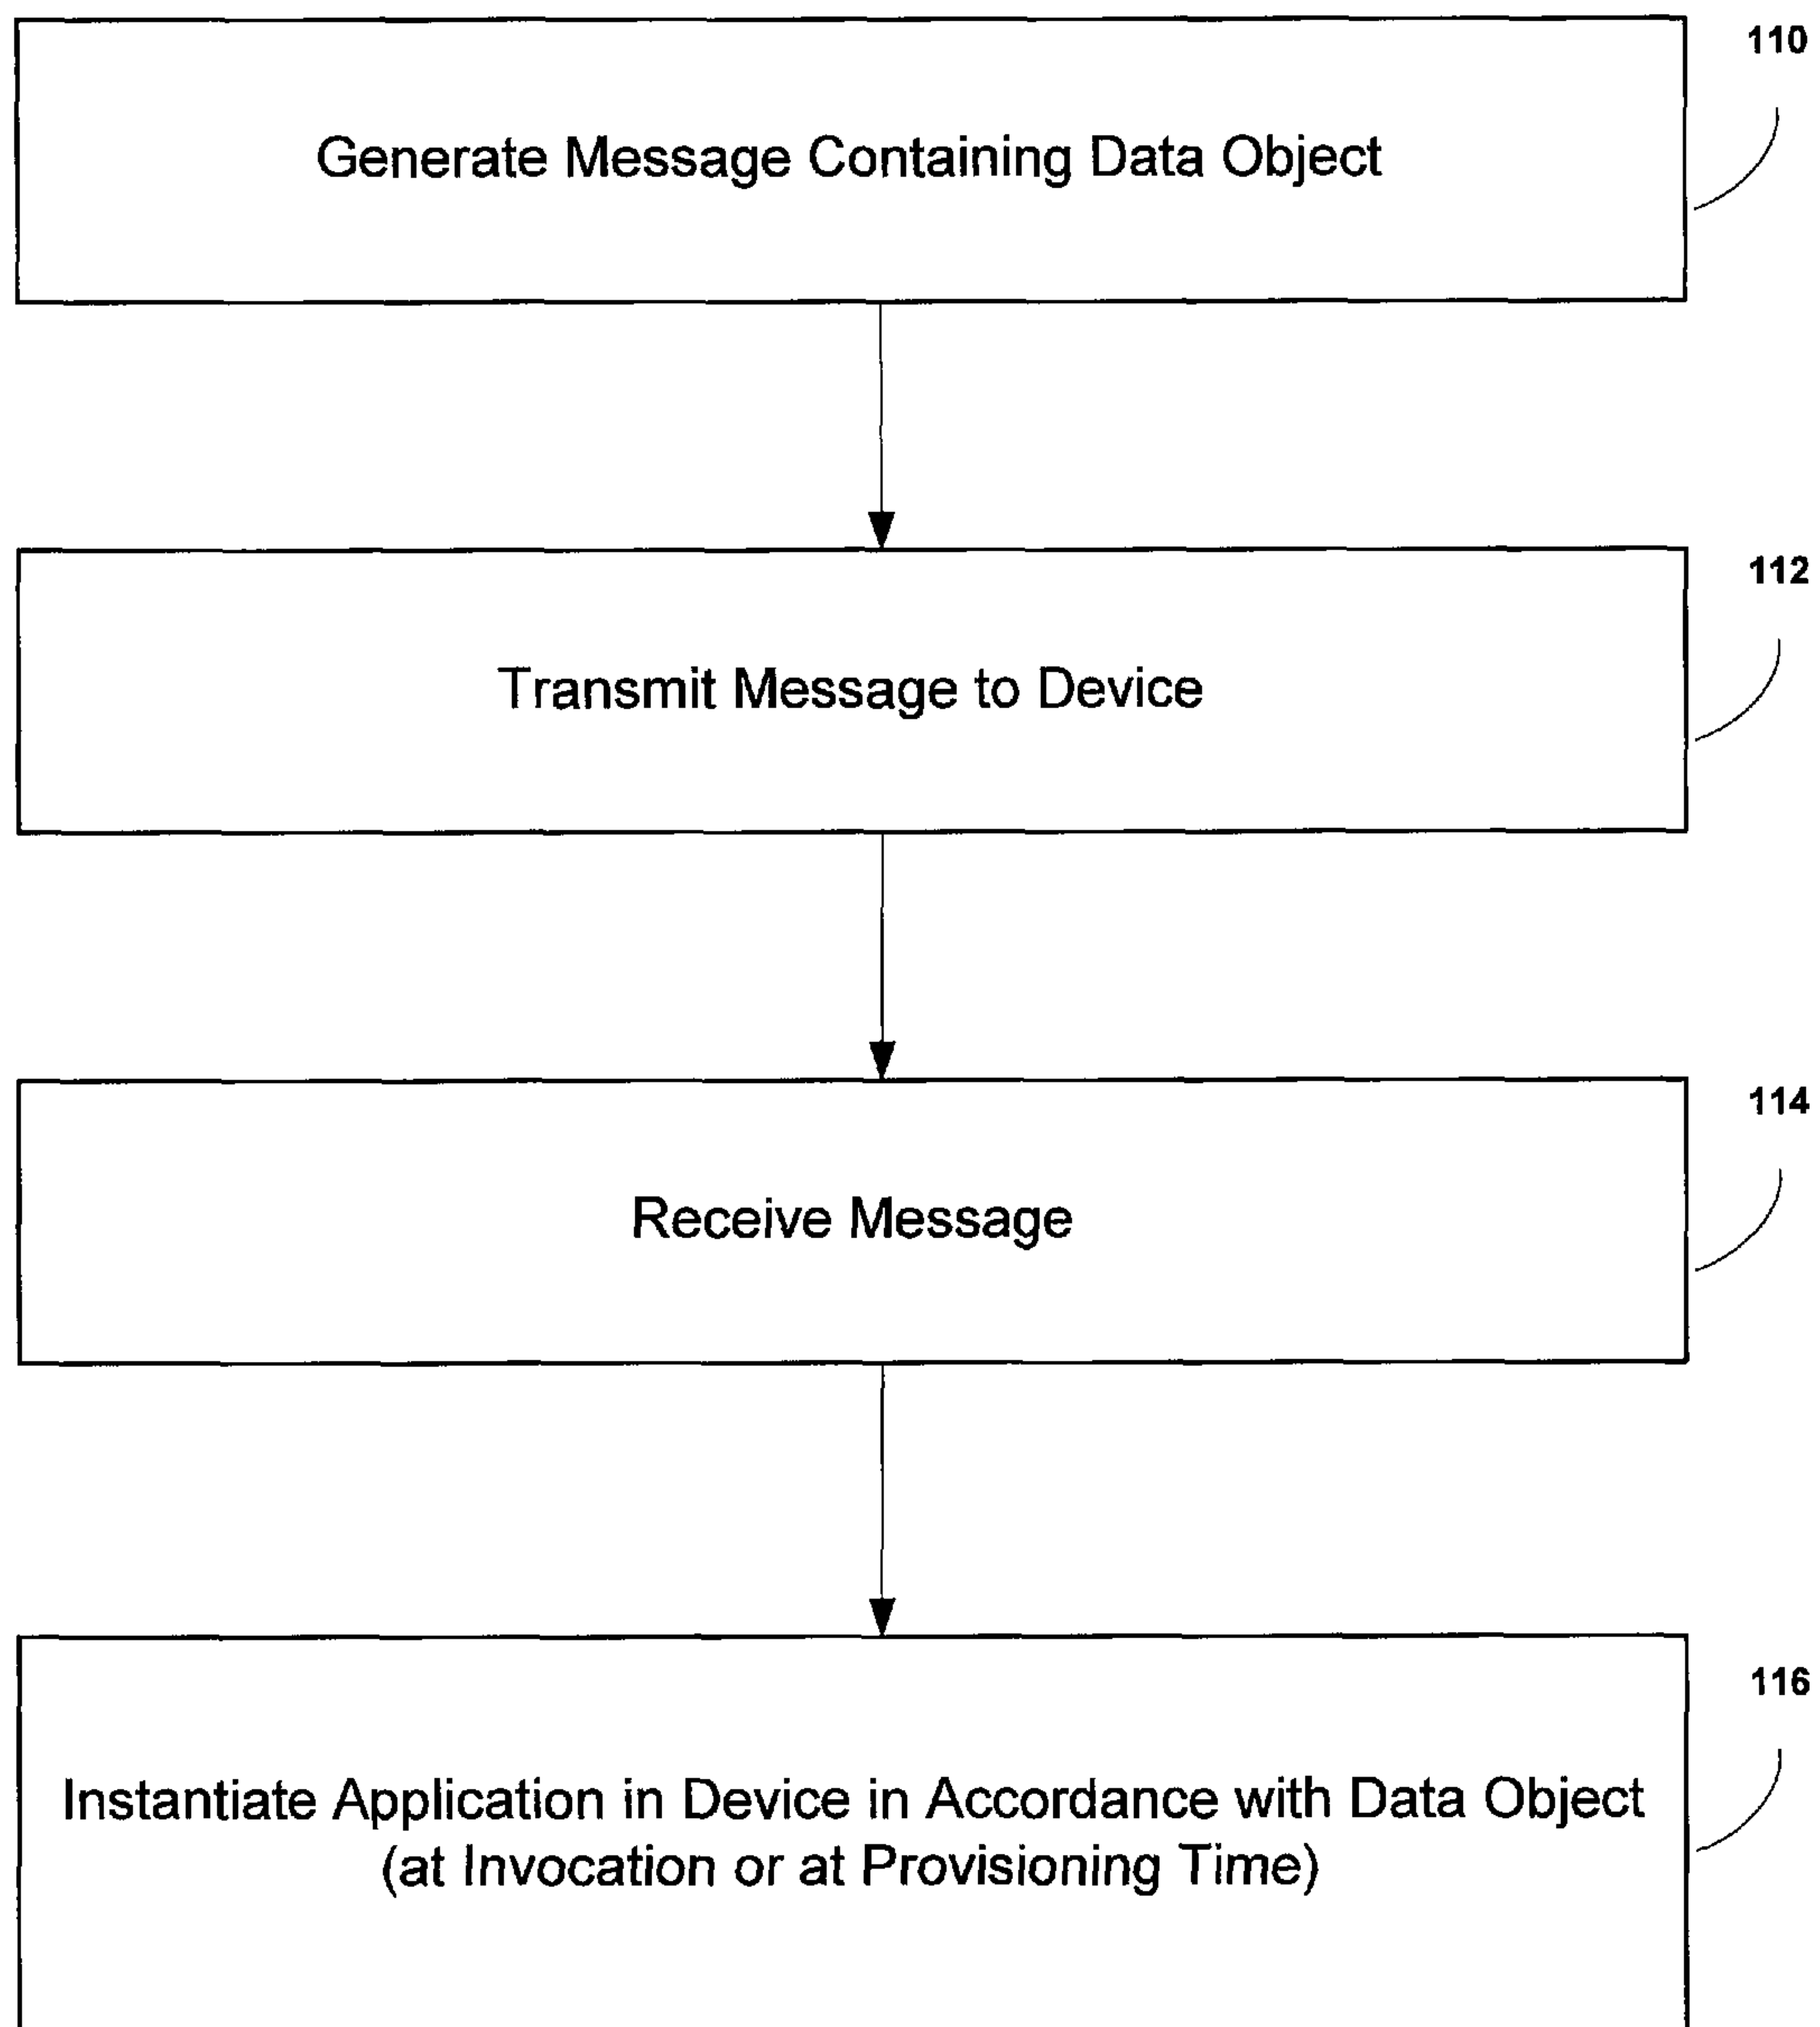 110
Generate Message Containing Data Object
112
Transmit Message to Device
114
Receive Message
116
Instantiate Application in Device in Accordance with Data Object
(at Invocation or at Provisioning Time)